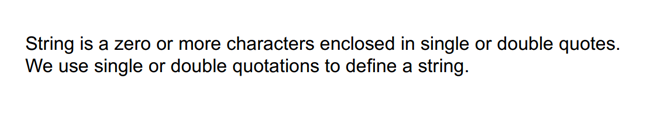 String is a zero or more characters enclosed in single or double quotes.
We use single or double quotations to define a string.